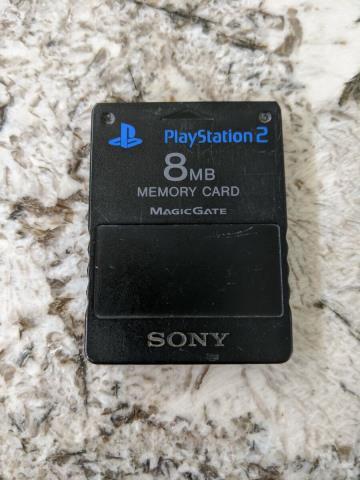 PlayStation 2
8MB
MEMORY CARD
MAGICGATE
SONY